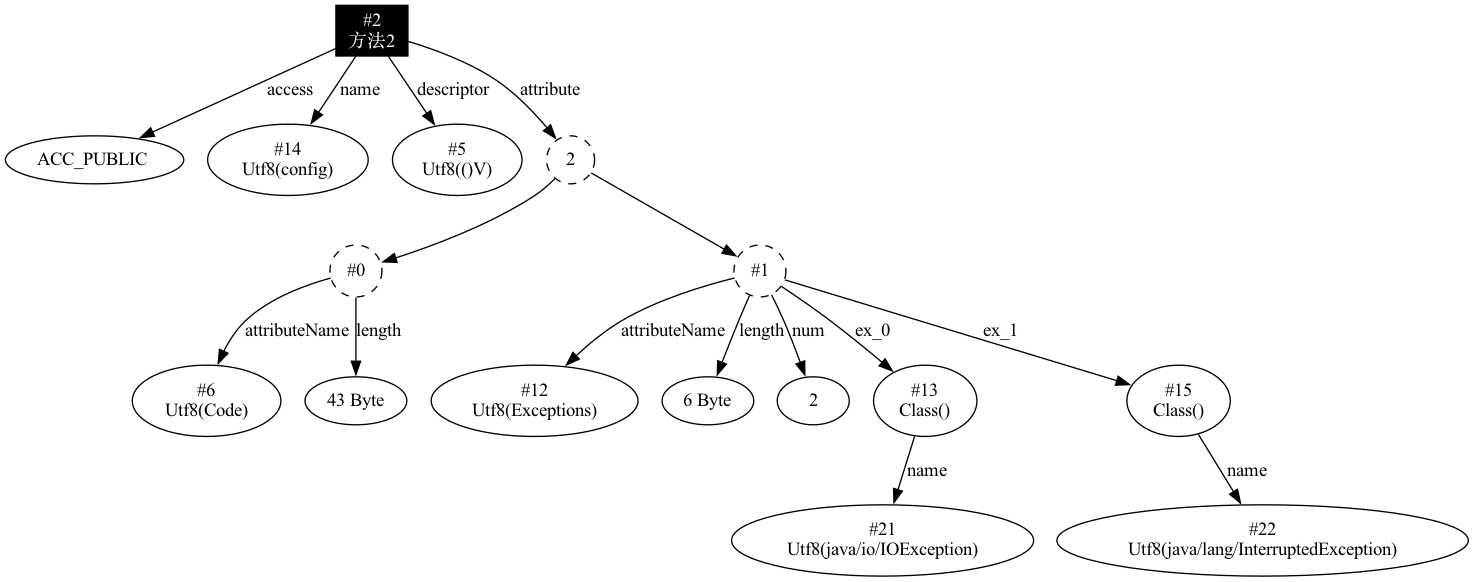 #2
方法2
access
name
descriptor
attribute
ACC_PUBLIC
#14
Utf8(config)
#5
Utf8(()V)
2
#0
#1
attributeName
length
attributeName
length
num
ex_0
ex_1
#6
Utf8(Code)
43 Byte
#12
Utf8(Exceptions)
6 Byte
2
#13
Class()
#15
Class()
name
name
#21
Utf8(java/io/IOException)
#22
Utf8(java/lang/InterruptedException)